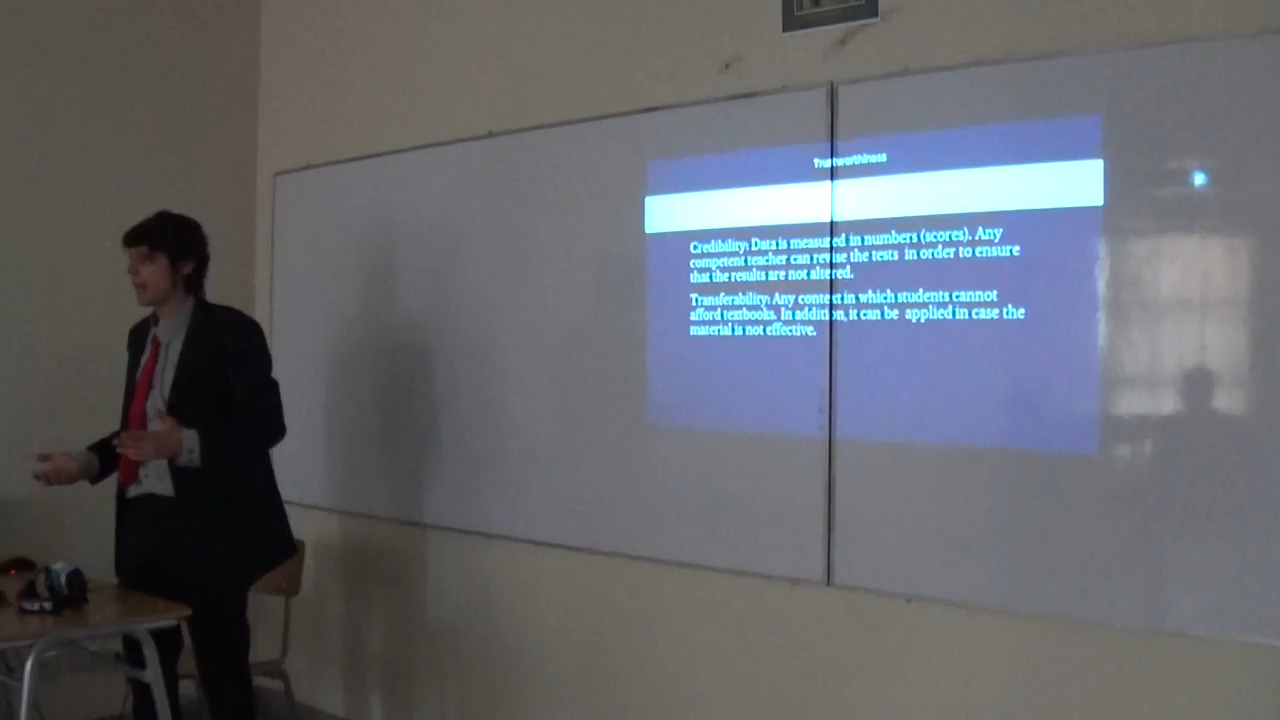 Trustworthiness
Credibility: Data is measured in numbers (scores). Any
competent teacher can revise the tests in order to ensure
that the results are not altered.
Transferability: Any context in which students cannot
afford textbooks. In addition, it can be applied in case the
material is not effective.